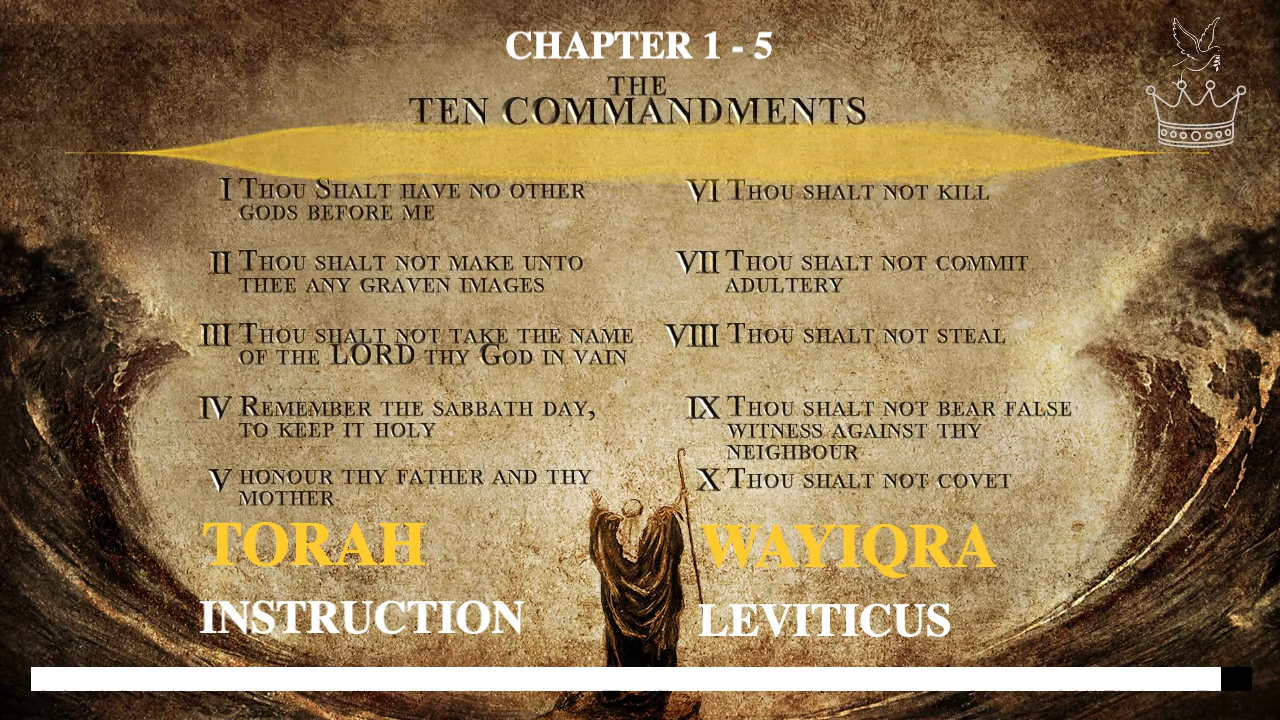 CHAPTER 1 - 5
THE
TEN COMMANDMENTS
I Thou Shalt have no other
gods before me
II Thou shalt not make unto
thee any graven images
III Thou shalt not take the name
of the LORD thy God in vain
IV Remember the sabbath day,
to keep it holy
V honour thy father and thy
mother
VI Thou shalt not kill
VII Thou shalt not commit
adultery
VIII Thou shalt not steal
IX Thou shalt not bear false
witness against thy
neighbour
X Thou shalt not covet
TORAH
INSTRUCTION
WAYIQRA
LEVITICUS